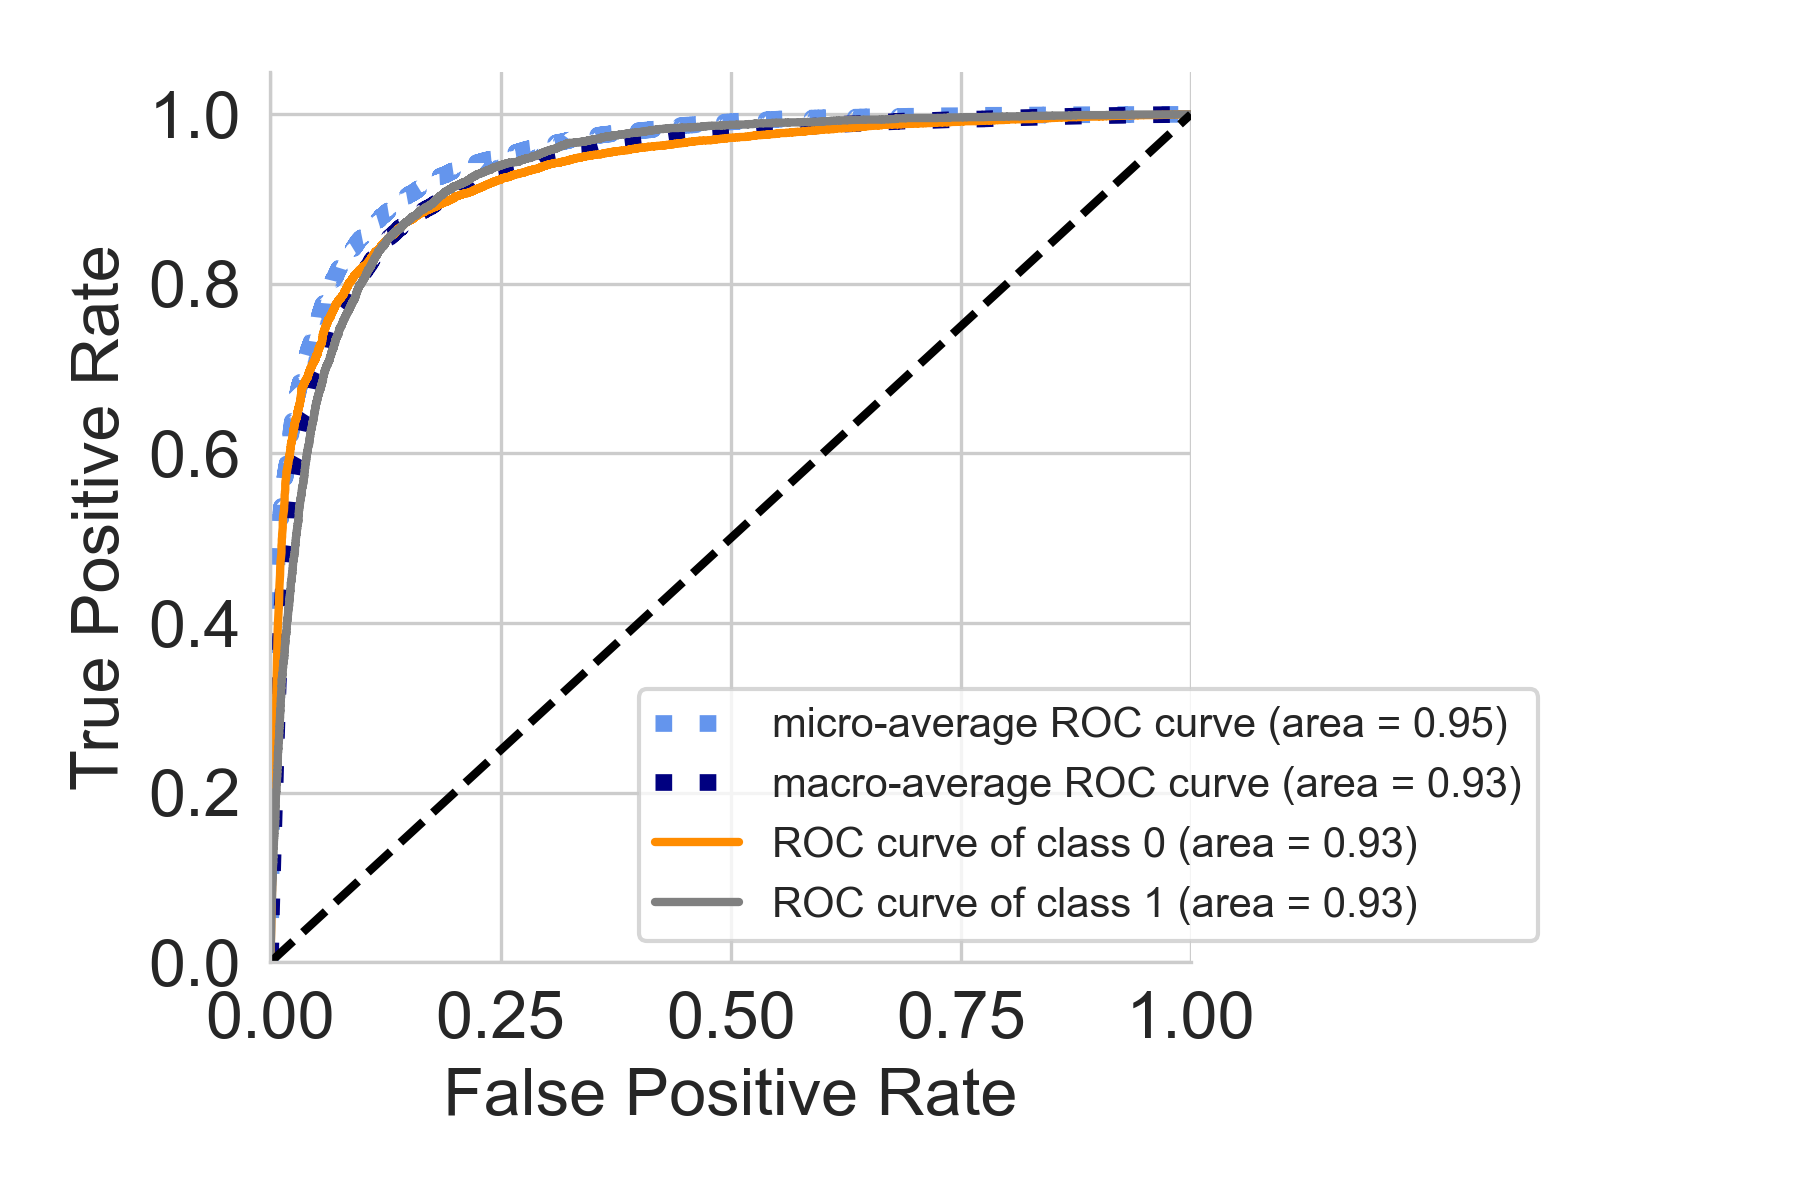 True Positive Rate
1.0
0.8
0.6
0.4
0.2
0.0
micro-average ROC curve (area = 0.95)
macro-average ROC curve (area = 0.93)
ROC curve of class 0 (area = 0.93)
ROC curve of class 1 (area = 0.93)
0.00 0.25 0.50 0.75 1.00
False Positive Rate